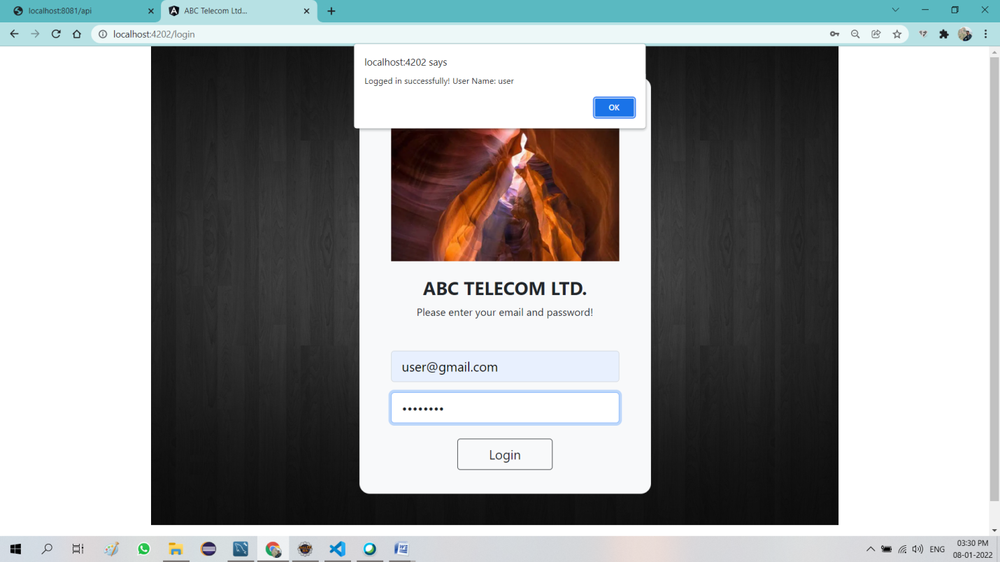 localhost:8081/api
ABC Telecom Ltd...
localhost:4202/login
localhost:4202 says
Logged in successfully! User Name: user
OK
ABC TELECOM LTD.
Please enter your email and password!
user@gmail.com
••••••••
Login
ENG
03:30 PM
08-01-2022